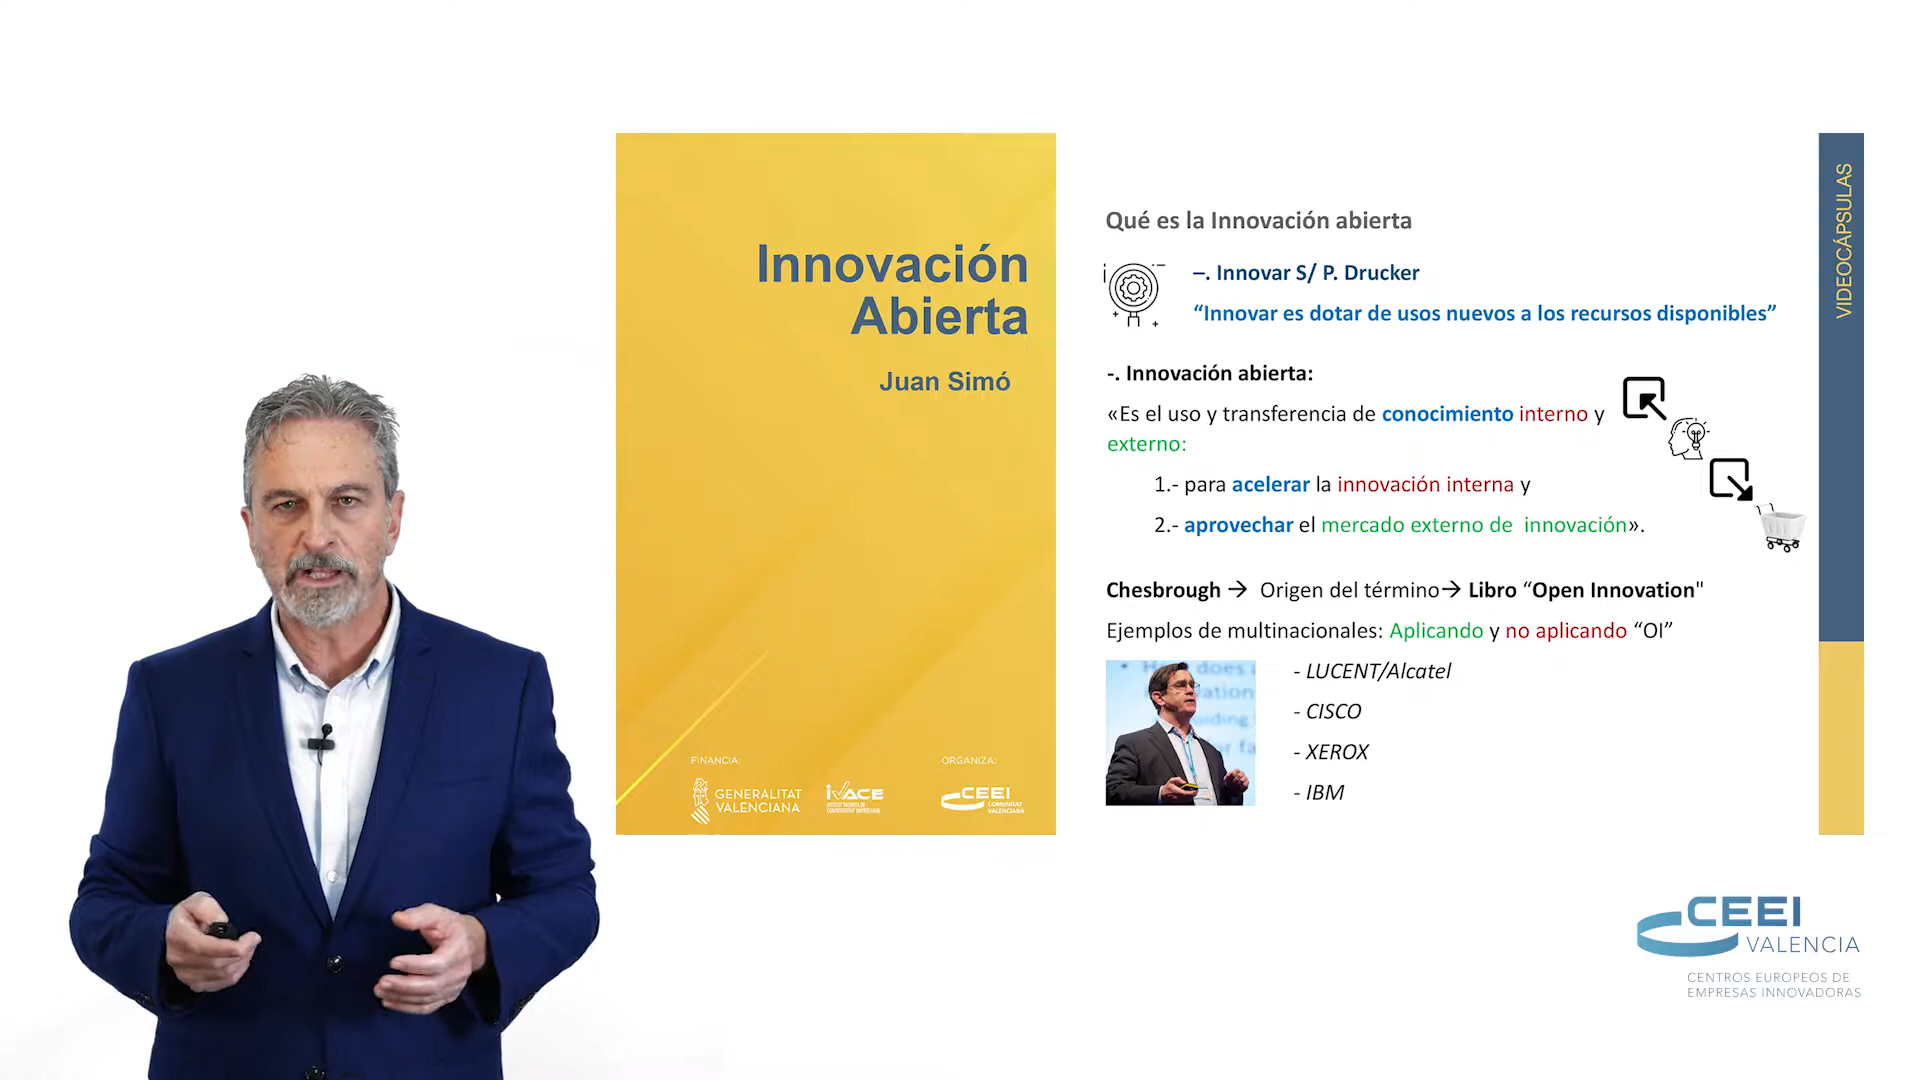 Innovación
Abierta
Juan Simó
FINANCIA:
GENERALITAT
VALENCIANA
iVACE
ORGANIZA:
CEEI
COMUNITAT
VALENCIANA
Qué es la Innovación abierta
–. Innovar S/ P. Drucker
“Innovar es dotar de usos nuevos a los recursos disponibles”
-. Innovación abierta:
«Es el uso y transferencia de conocimiento interno y
externo:
1.- para acelerar la innovación interna y
2.- aprovechar el mercado externo de innovación».
Chesbrough → Origen del término→ Libro “Open Innovation"
Ejemplos de multinacionales: Aplicando y no aplicando “OI”
- LUCENT/Alcatel
- CISCO
- XEROX
- IBM
VIDEOCÁPSULAS
CEEI
VALENCIA
CENTROS EUROPEOS DE
EMPRESAS INNOVADORAS